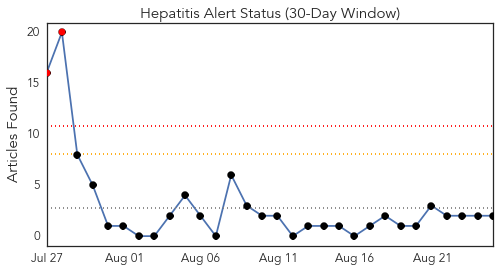 Hepatitis Alert Status (30-Day Window)
Articles Found
20
15
10
5
0
Jul 27 Aug 01 Aug 06 Aug 11 Aug 16 Aug 21